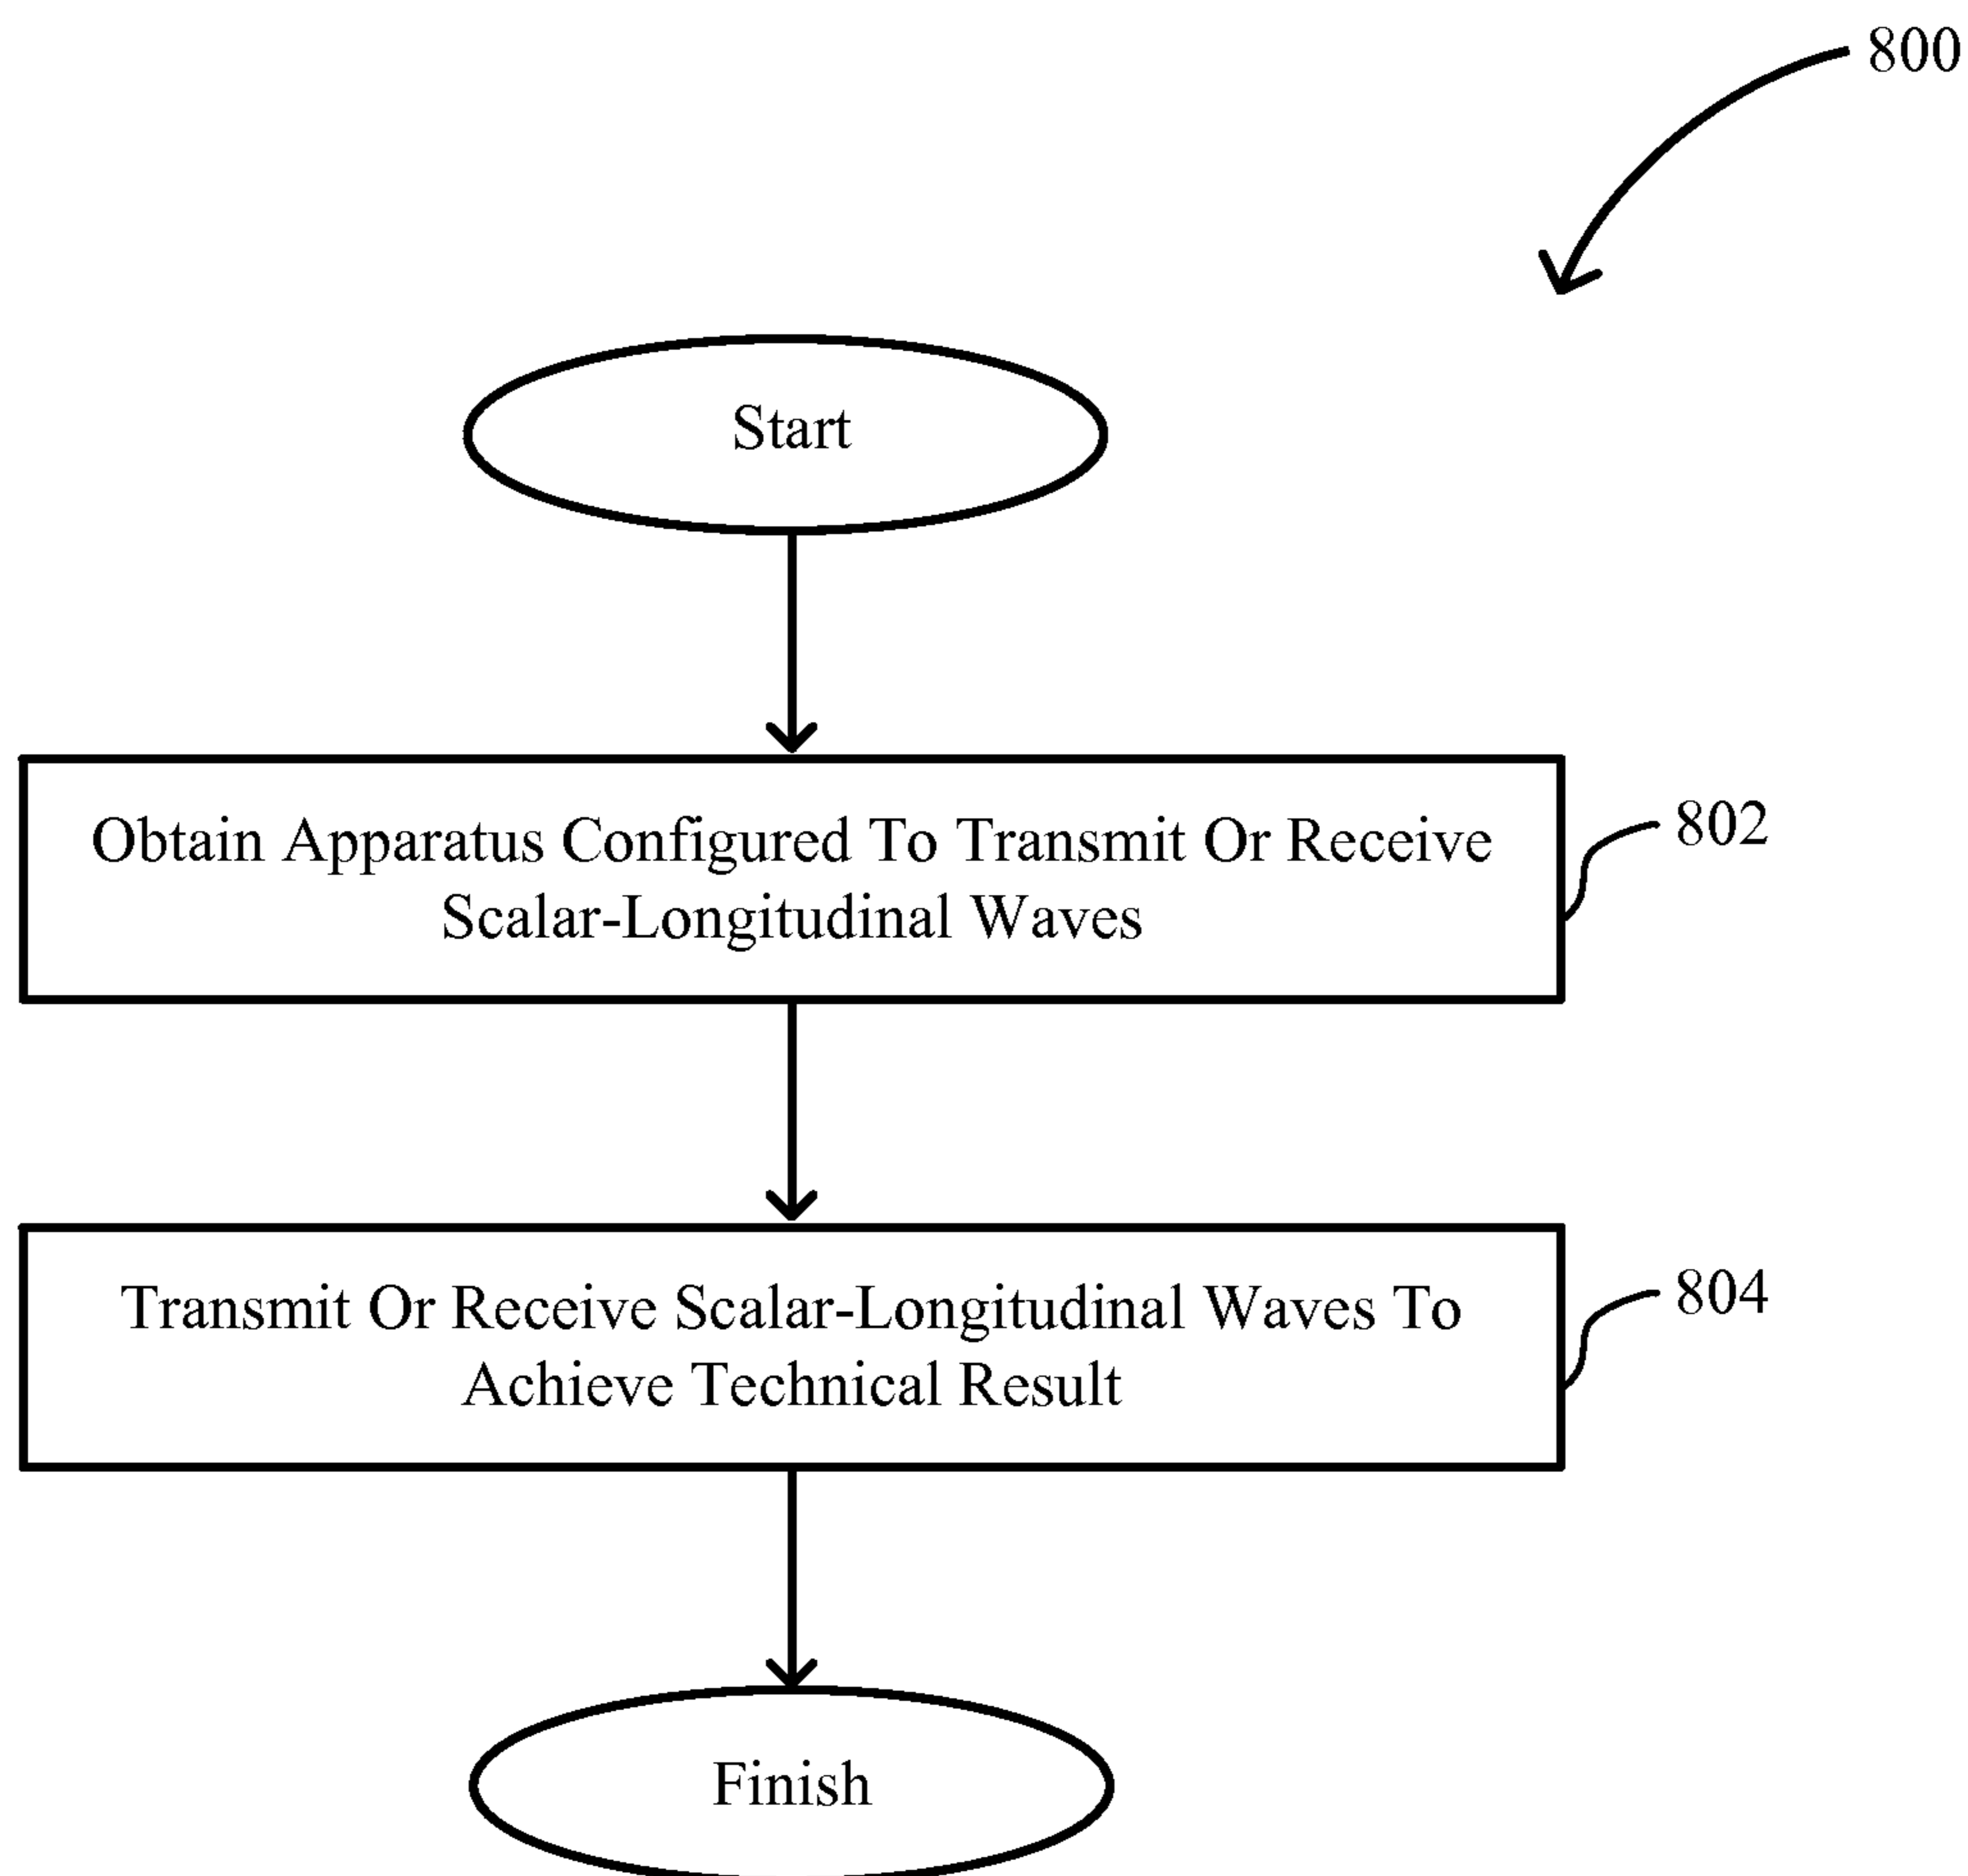 800
Start
Obtain Apparatus Configured To Transmit Or Receive
Scalar-Longitudinal Waves
802
Transmit Or Receive Scalar-Longitudinal Waves To
Achieve Technical Result
804
Finish